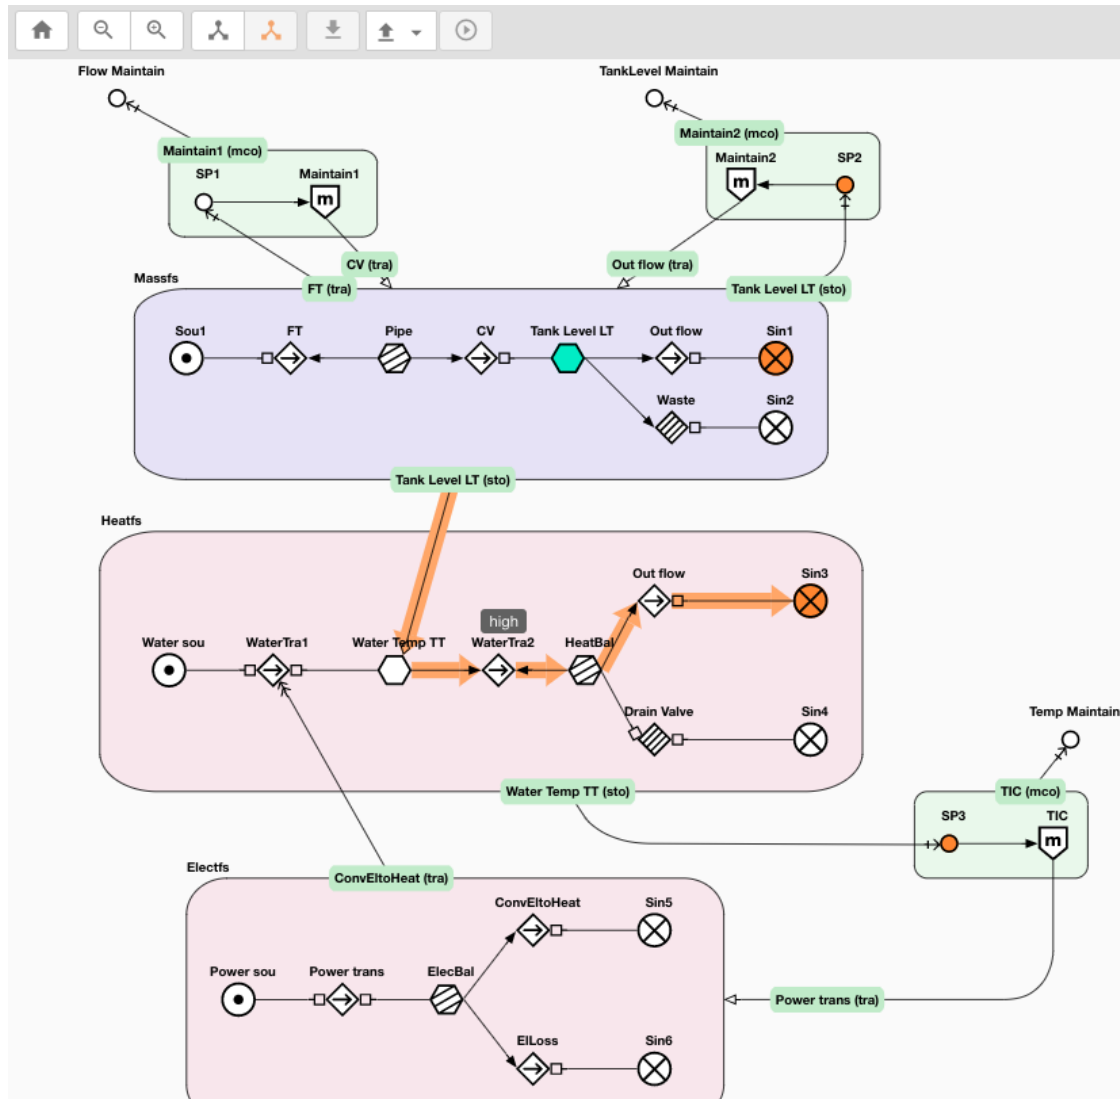 Flow Maintain
TankLevel Maintain
Maintain1 (mco)
Maintain2 (mco)
SP1
Maintain1
m
Maintain2
SP2
m
CV (tra)
Out flow (tra)
Massfs
FT (tra)
Tank Level LT (sto)
Sou1
FT
Pipe
CV
Tank Level LT
Out flow
Sin1
Waste
Sin2
Tank Level LT (sto)
Heatfs
Out flow
Sin3
high
Water sou
WaterTra1
Water Temp TT
WaterTra2
HeatBal
Drain Valve
Sin4
Temp Maintain
Water Temp TT (sto)
TIC (mco)
SP3
TIC
m
Electfs
ConvEltoHeat (tra)
ConvEltoHeat
Sin5
Power sou
Power trans
ElecBal
Power trans (tra)
ElLoss
Sin6